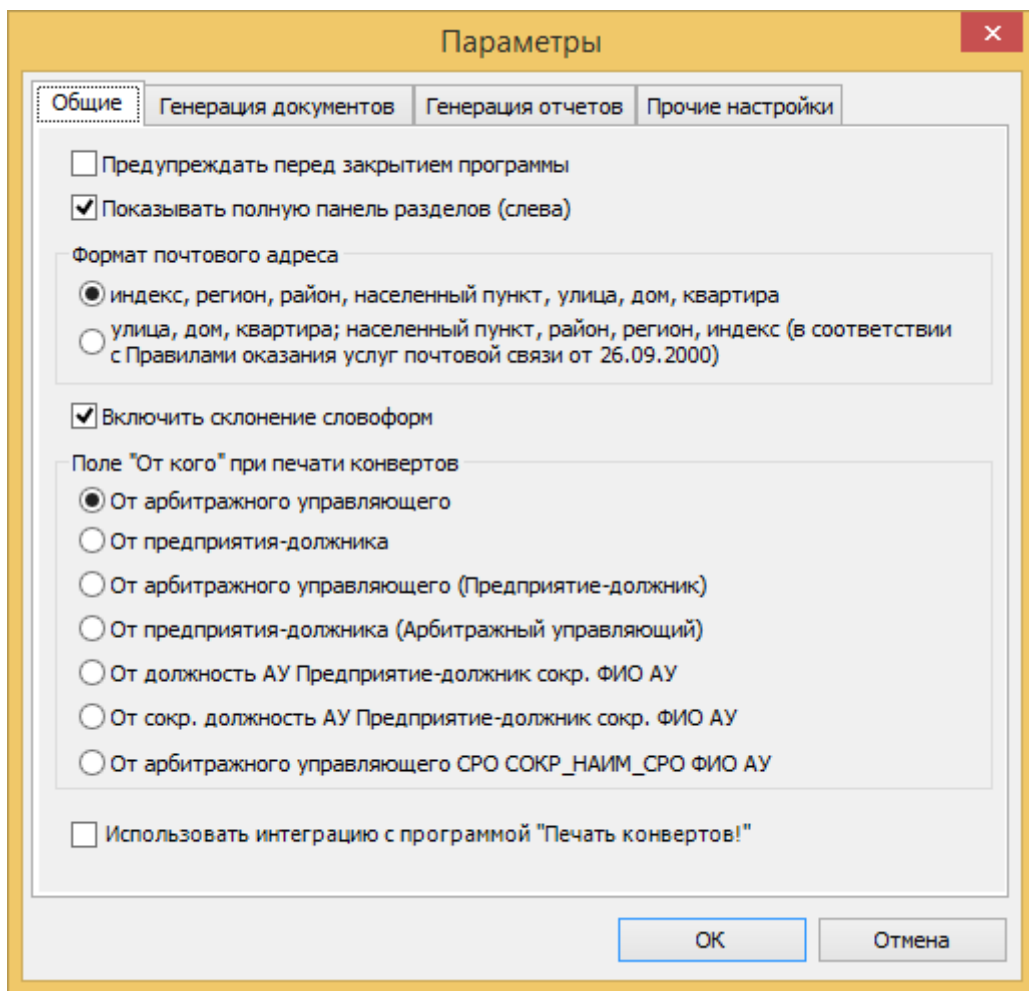 Параметры
Общие
Генерация документов
Генерация отчетов
Прочие настройки
Предупреждать перед закрытием программы
Показывать полную панель разделов (слева)
Формат почтового адреса
индекс, регион, район, населенный пункт, улица, дом, квартира
улица, дом, квартира; населенный пункт, район, регион, индекс (в соответствии
с Правилами оказания услуг почтовой связи от 26.09.2000)
Включить склонение словоформ
Поле "От кого" при печати конвертов
От арбитражного управляющего
От предприятия-должника
От арбитражного управляющего (Предприятие-должник)
От предприятия-должника (Арбитражный управляющий)
От должность АУ Предприятие-должник сокр. ФИО АУ
От сокр. должность АУ Предприятие-должник сокр. ФИО АУ
От арбитражного управляющего СРО СОКР_НАИМ_СРО ФИО АУ
Использовать интеграцию с программой "Печать конвертов!"
ОК
Отмена